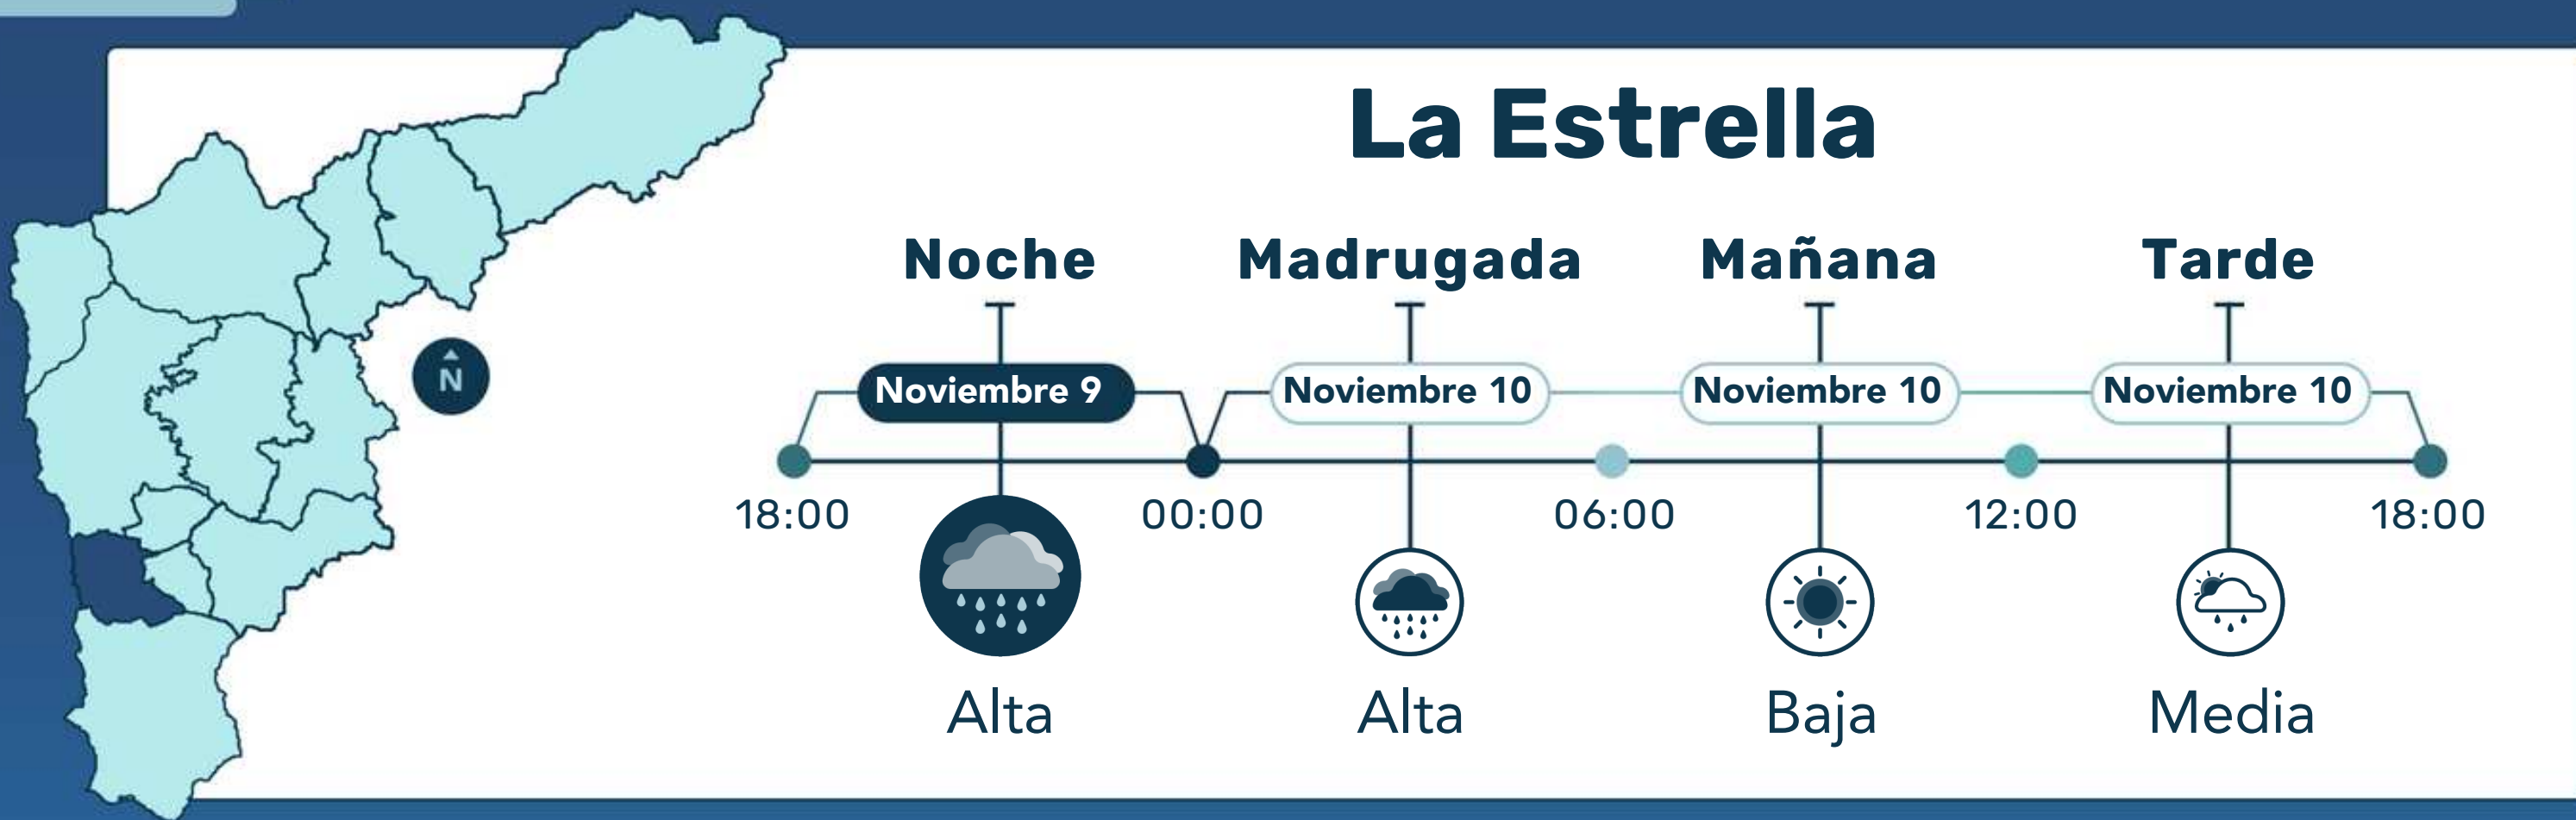 La Estrella
Noche Madrugada Mañana Tarde
N
Noviembre 9 Noviembre 10 Noviembre 10 Noviembre 10
18:00 00:00 06:00 12:00 18:00
Alta Alta Baja Media